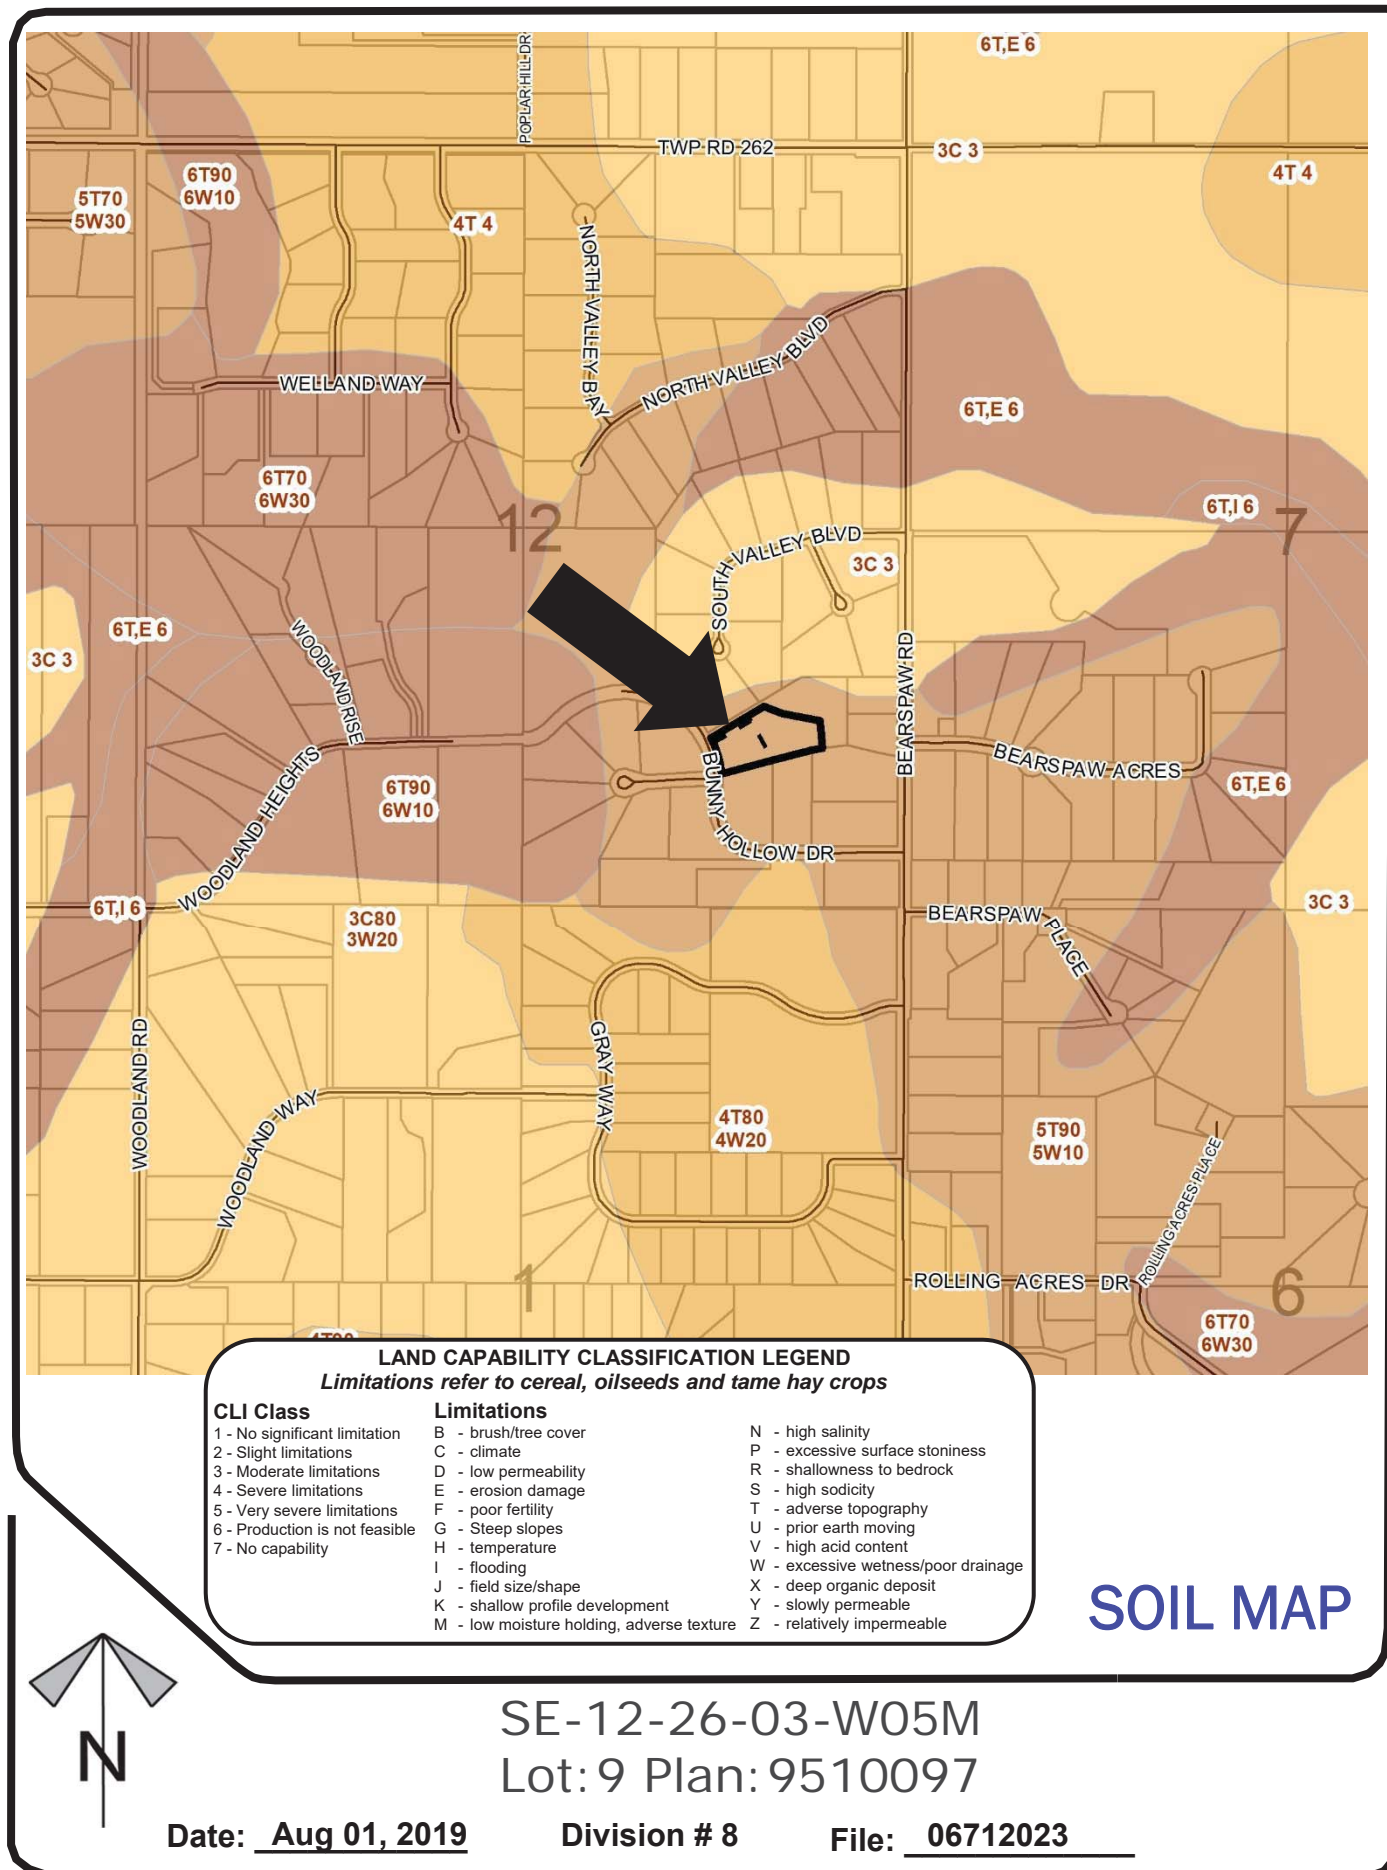 6T,E 6
POPLAR HILL DR
TWP RD 262
3C 3
6T90
6W10
5T70
5W30
4T 4
4T 4
NORTH VALLEY BAY
NORTH VALLEY BLVD
WELLAND WAY
6T,E 6
6T70
6W30
12
6T,I 6
7
SOUTH VALLEY BLVD
3C 3
6T,E 6
3C 3
WOODLAND RISE
BEARSPAW RD
WOODLAND HEIGHTS
BUNNY HOLLOW DR
BEARSPAW ACRES
6T90
6W10
6T,E 6
6T,I 6
3C80
3W20
BEARSPAW PLACE
3C 3
WOODLAND RD
GRAY WAY
WOODLAND WAY
4T80
4W20
5T90
5W10
ROLLING ACRES PLACE
1
ROLLING ACRES DR
6
6T70
6W30
LAND CAPABILITY CLASSIFICATION LEGEND
Limitations refer to cereal, oilseeds and tame hay crops
CLI Class
1 - No significant limitation
2 - Slight limitations
3 - Moderate limitations
4 - Severe limitations
5 - Very severe limitations
6 - Production is not feasible
7 - No capability
Limitations
B - brush/tree cover
C - climate
D - low permeability
E - erosion damage
F - poor fertility
G - Steep slopes
H - temperature
I - flooding
J - field size/shape
K - shallow profile development
M - low moisture holding, adverse texture
N - high salinity
P - excessive surface stoniness
R - shallowness to bedrock
S - high sodicity
T - adverse topography
U - prior earth moving
V - high acid content
W - excessive wetness/poor drainage
X - deep organic deposit
Y - slowly permeable
Z - relatively impermeable
SOIL MAP
N
SE-12-26-03-W05M
Lot: 9 Plan: 9510097
Date: Aug 01, 2019 Division # 8 File: 06712023